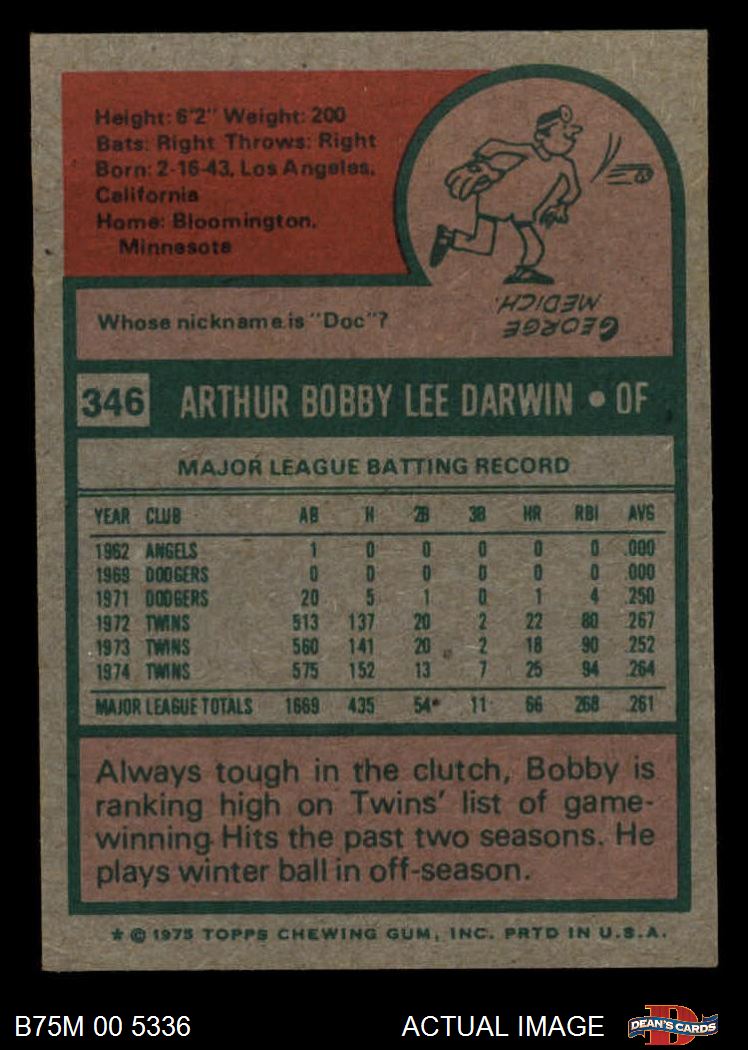 Height: 6'2" Weight: 200
Bats: Right Throws: Right
Born: 2-16-43, Los Angeles,
California
Home: Bloomington,
Minnesota
Whose nickname is "Doc"?
GEORGE
MEDICH.
346 ARTHUR BOBBY LEE DARWIN • OF
MAJOR LEAGUE BATTING RECORD
YEAR CLUB AB H 2B 3B HR RBI AVG
1962 ANGELS 1 0 0 0 0 0 .000
1969 DODGERS 0 0 0 0 0 0 .000
1971 DODGERS 20 5 1 0 1 4 .250
1972 TWINS 513 137 20 2 22 80 .267
1973 TWINS 560 141 20 2 18 90 .252
1974 TWINS 575 152 13 7 25 94 .264
MAJOR LEAGUE TOTALS 1669 435 54 11 66 268 .261
Always tough in the clutch, Bobby is
ranking high on Twins' list of game-
winning Hits the past two seasons. He
plays winter ball in off-season.
* © 1975 TOPPS CHEWING GUM, INC. PRTD IN U.S.A.
B75M 00 5336 ACTUAL IMAGE D DEAN'S CARDS